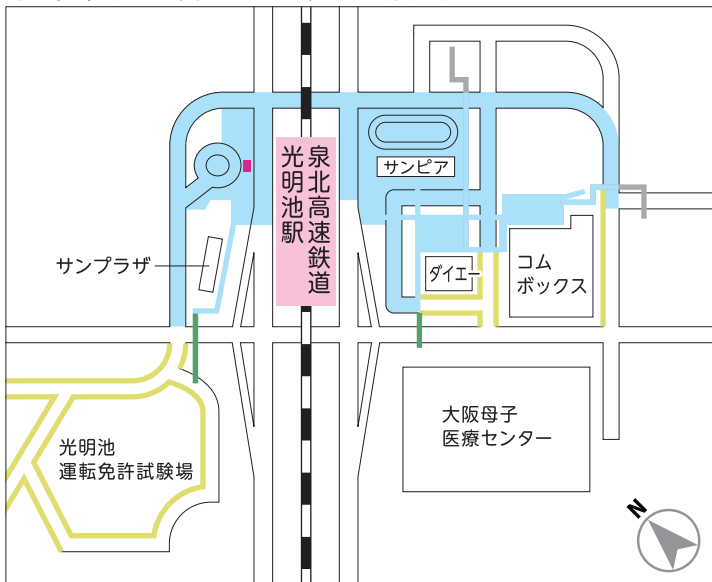 泉北高速鉄道
光明池駅
サンピア
サンプラザ
ダイエー
コム
ボックス
大阪母子
医療センター
光明池
運転免許試験場
N